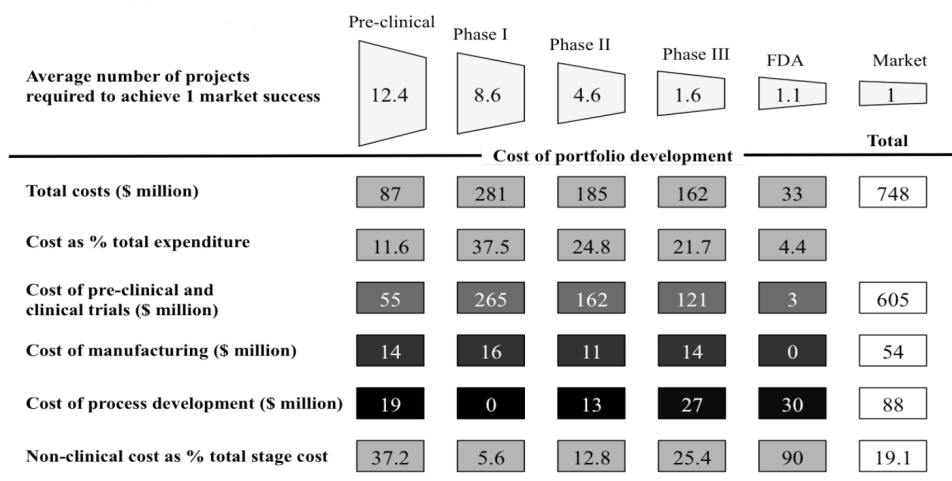 Pre-clinical Phase I Phase II Phase III FDA Market
Average number of projects
required to achieve 1 market success 12.4 8.6 4.6 1.6 1.1 1
Total
Cost of portfolio development
Total costs ($ million) 87 281 185 162 33 748
Cost as % total expenditure 11.6 37.5 24.8 21.7 4.4
Cost of pre-clinical and
clinical trials ($ million) 55 265 162 121 3 605
Cost of manufacturing ($ million) 14 16 11 14 0 54
Cost of process development ($ million) 19 0 13 27 30 88
Non-clinical cost as % total stage cost 37.2 5.6 12.8 25.4 90 19.1